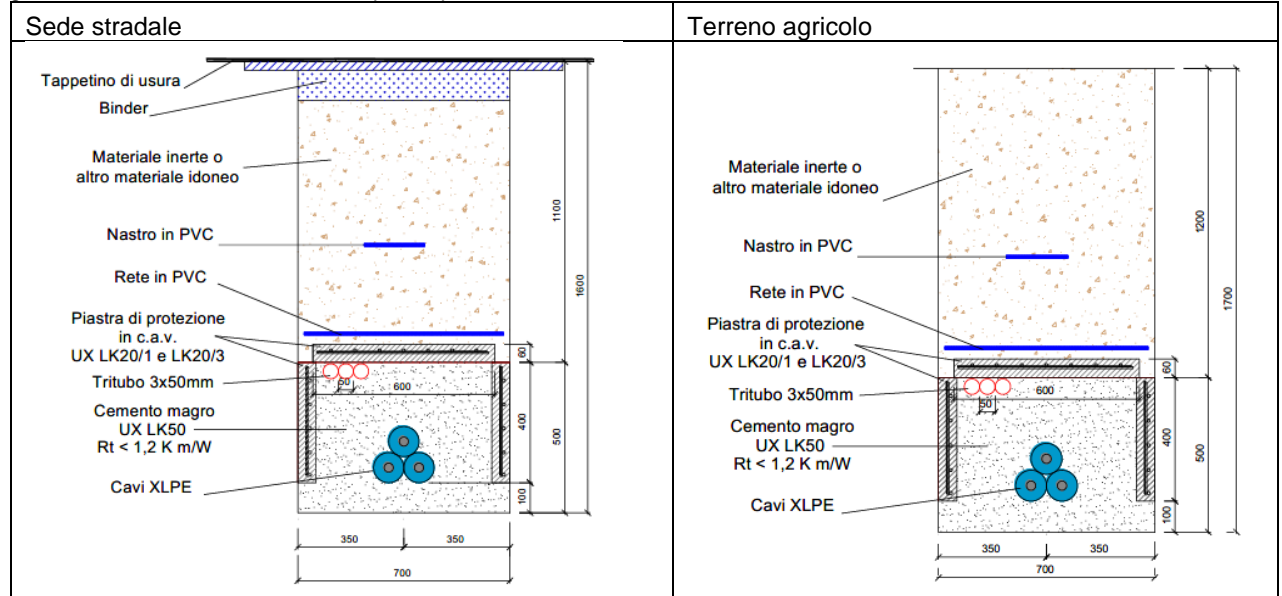 Sede stradale
Tappetino di usura
Binder
Materiale inerte o
altro materiale idoneo
Nastro in PVC
Rete in PVC
Piastra di protezione
in c.a.v.
UX LK20/1 e LK20/3
Tritubo 3x50mm
Cemento magro
UX LK50
Rt < 1,2 K m/W
Cavi XLPE
50
600
60
1100
1600
400
500
100
350
350
700
Terreno agricolo
Materiale inerte o
altro materiale idoneo
Nastro in PVC
Rete in PVC
Piastra di protezione
in c.a.v.
UX LK20/1 e LK20/3
Tritubo 3x50mm
Cemento magro
UX LK50
Rt < 1,2 K m/W
Cavi XLPE
50
600
60
1200
1700
400
500
100
350
350
700